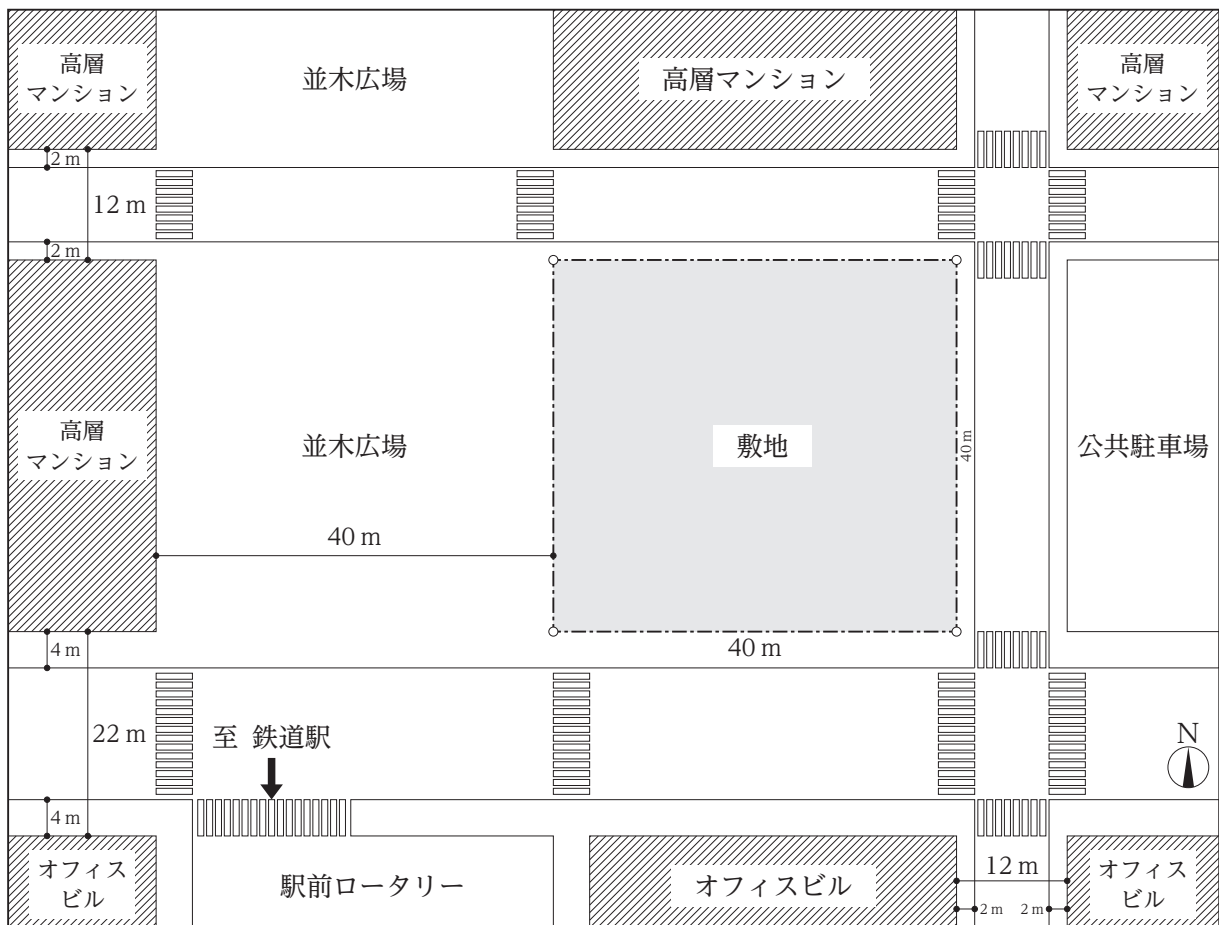 高層
マンション
並木広場
高層マンション
高層
マンション
2 m
12 m
2 m
高層
マンション
並木広場
敷地
40 m
公共駐車場
40 m
40 m
4 m
22 m
至 鉄道駅
N
4 m
オフィス
ビル
駅前ロータリー
オフィスビル
12 m
2 m
2 m
オフィス
ビル